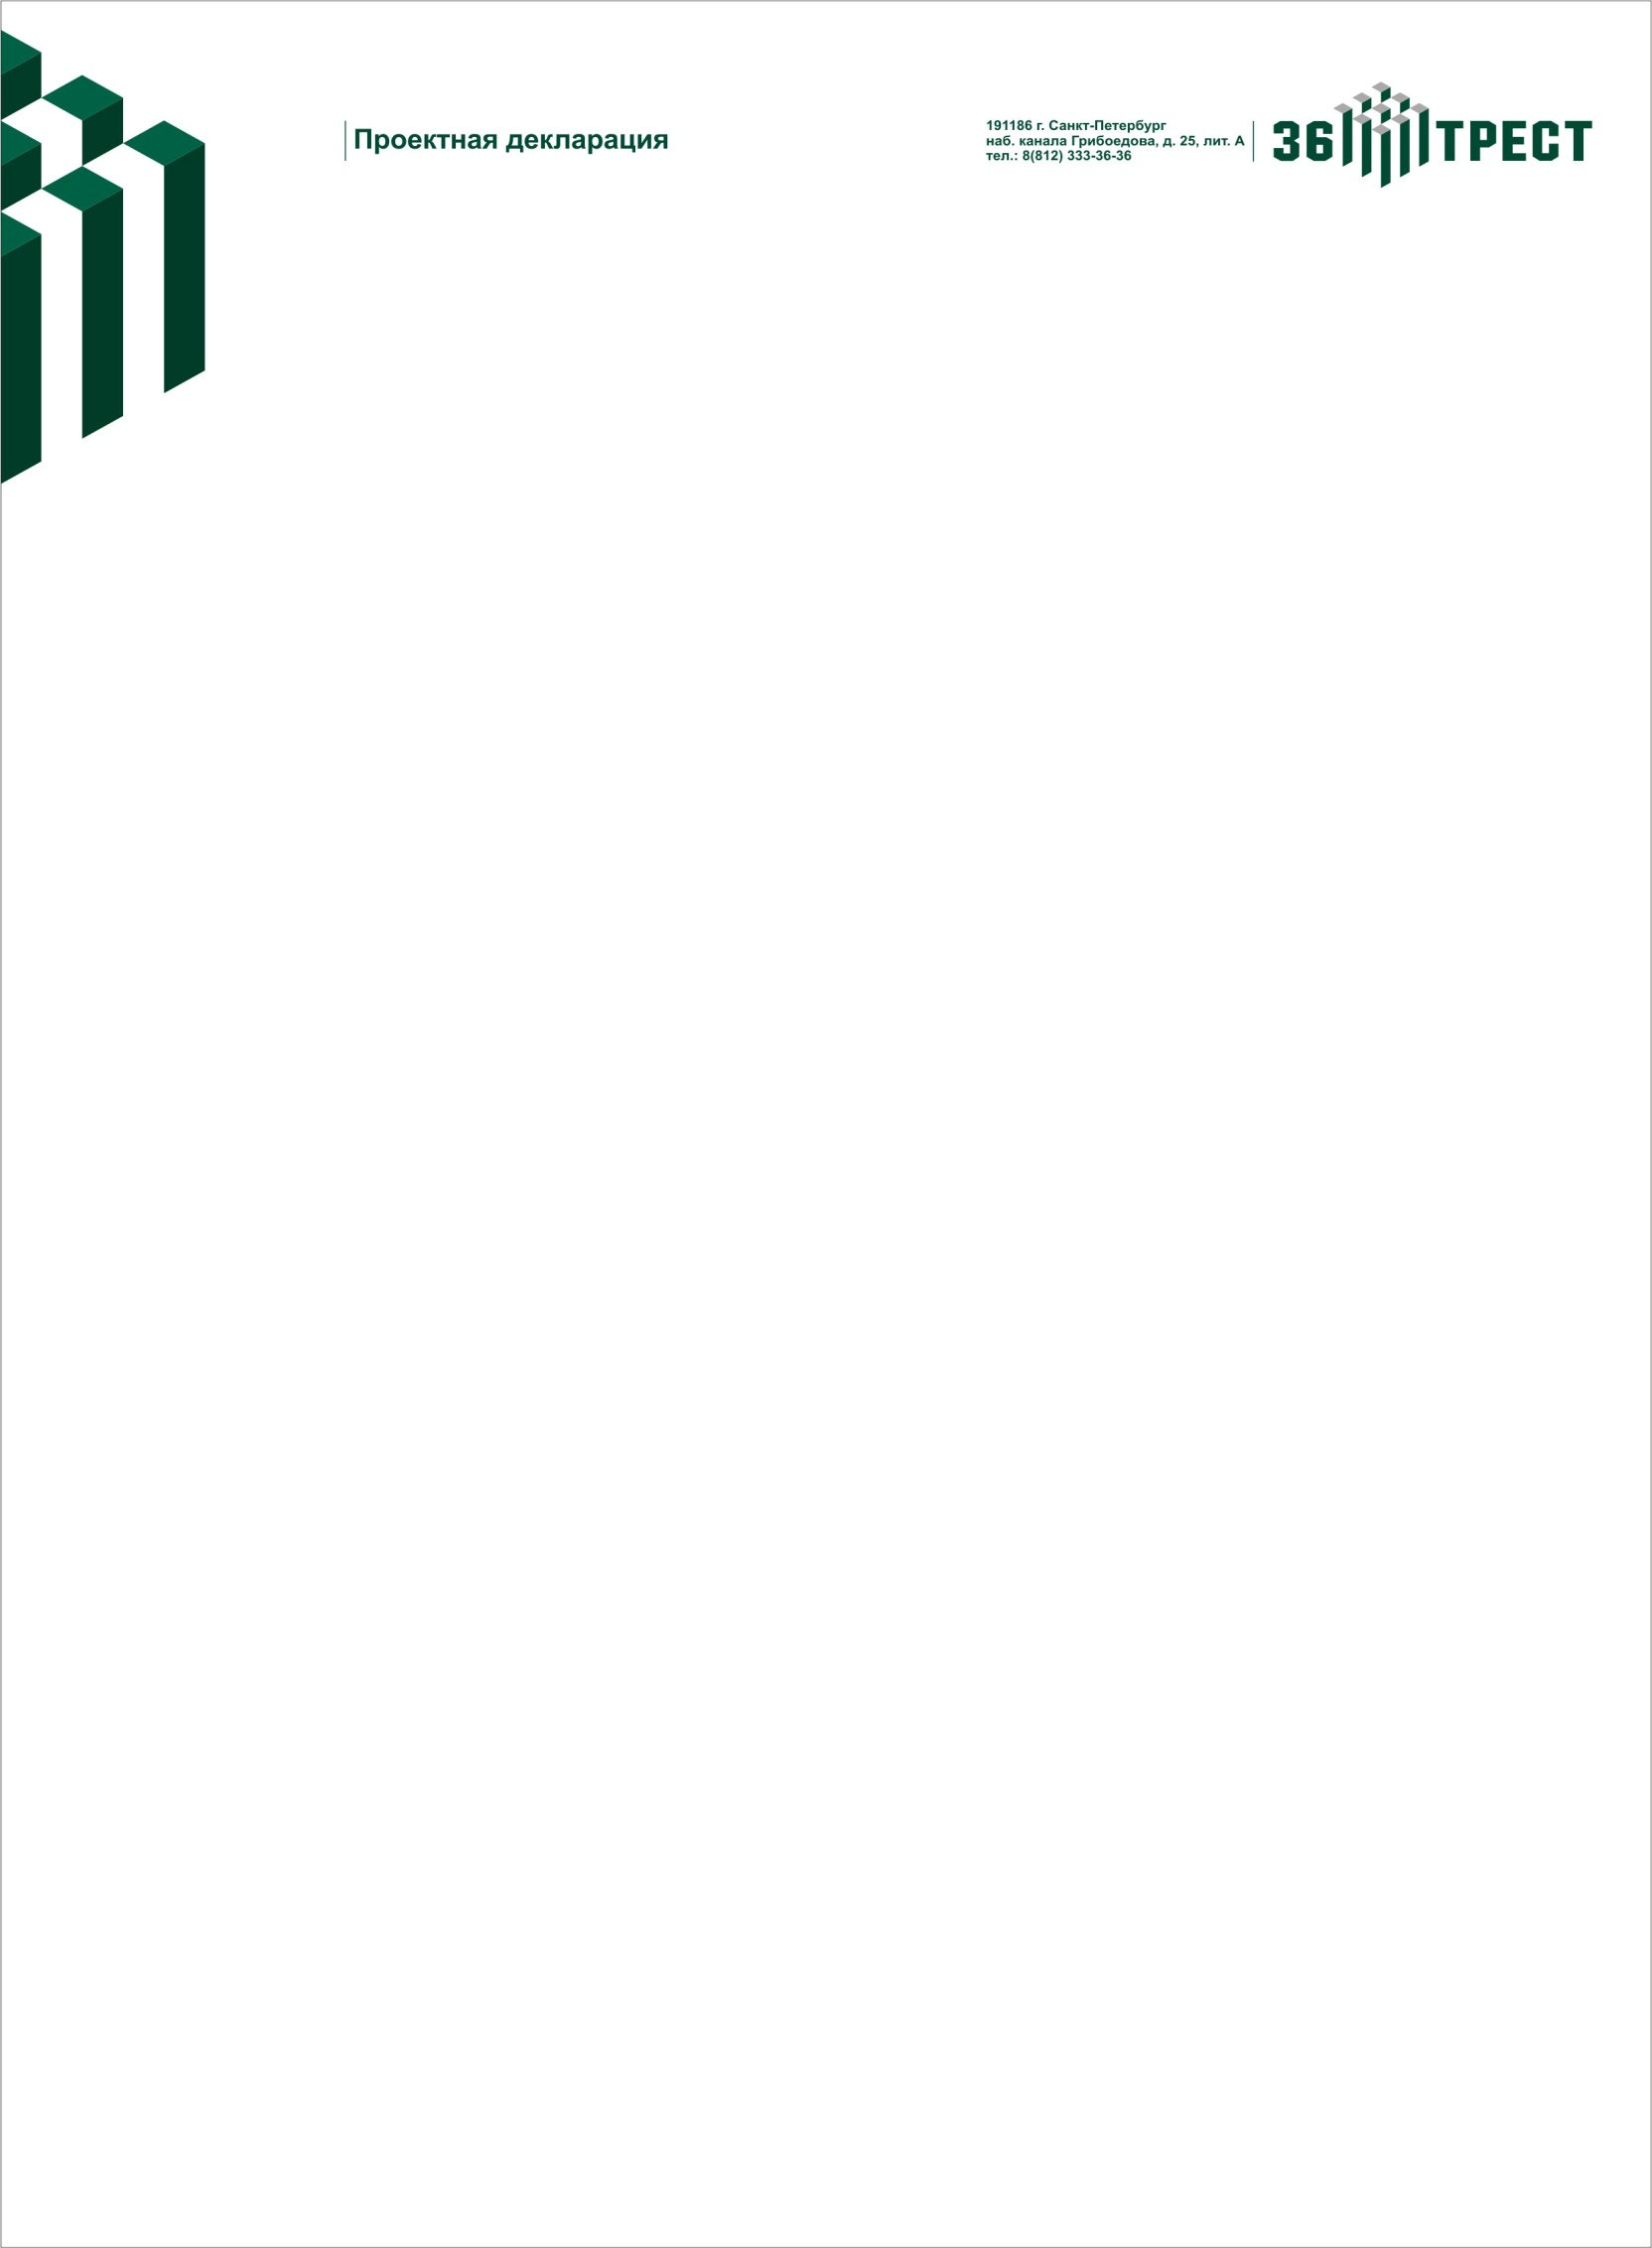 Проектная декларация
191186 г. Санкт-Петербург
наб. канала Грибоедова, д. 25, лит. А
тел.: 8(812) 333-36-36
36 ТРЕСТ